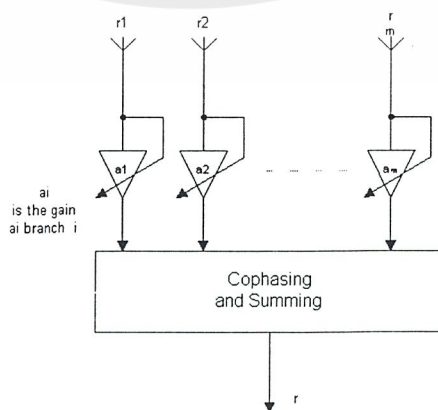 r1
r2
r
m
a1
a2
am
ai
is the gain
ai branch i
Cophasing
and Summing
r